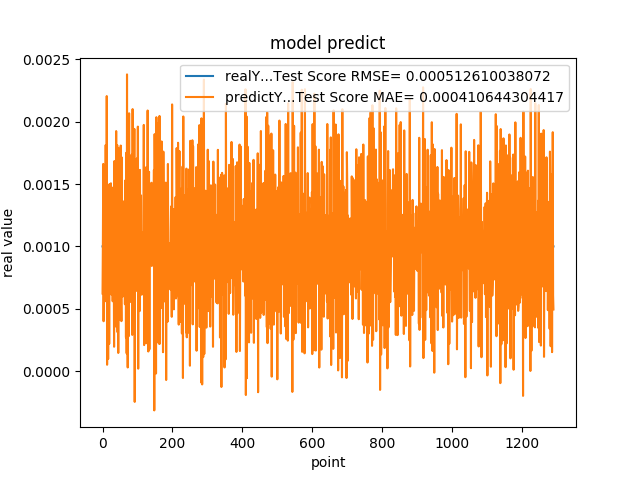 model predict
realY...Test Score RMSE= 0.000512610038072
predictY...Test Score MAE= 0.000410644304417
real value
0.0025
0.0020
0.0015
0.0010
0.0005
0.0000
0 200 400 600 800 1000 1200
point